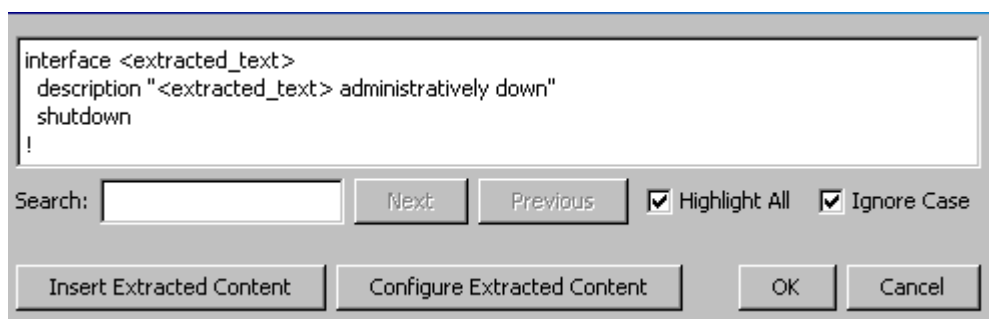 interface <extracted_text>
description "<extracted_text> administratively down"
shutdown
!
Search: Next Previous Highlight All Ignore Case
Insert Extracted Content Configure Extracted Content OK Cancel